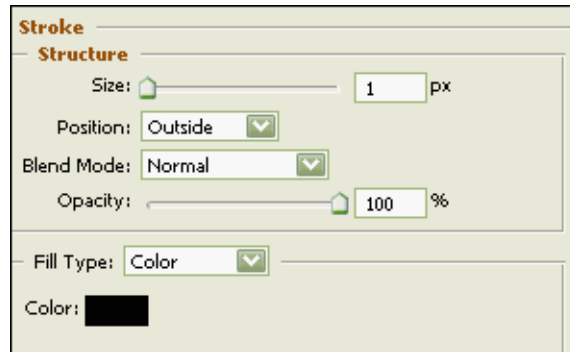 Stroke
Structure
Size: 1 px
Position: Outside
Blend Mode: Normal
Opacity: 100 %
Fill Type: Color
Color: